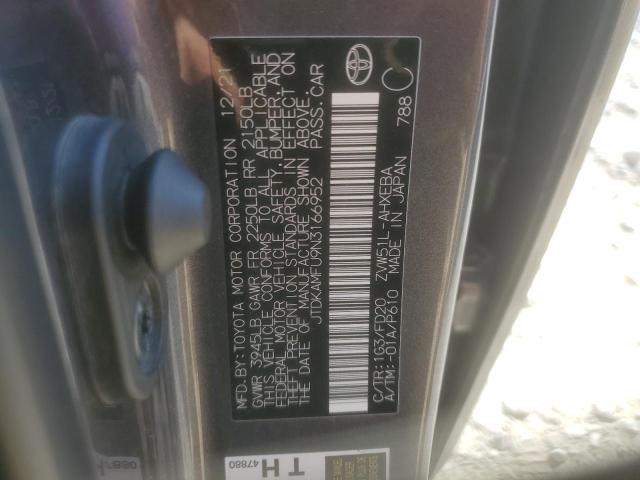 MFD.BY:TOYOTA MOTOR CORPORATION 12/21
GVWR 3945LB GAWR FR 2250LB RR 2150LB
THIS VEHICLE CONFORMS TO ALL APPLICABLE
FEDERAL MOTOR VEHICLE SAFETY, BUMPER, AND
THEFT PREVENTION STANDARDS IN EFFECT ON
THE DATE OF MANUFACTURE SHOWN ABOVE.
JTDKAMFU9N3166952 PASS.CAR
C/TR:1G3/FD20 ZVW51L-AHXEBA
A/TM:-01A/P610 MADE IN JAPAN 788 C
TH
47880